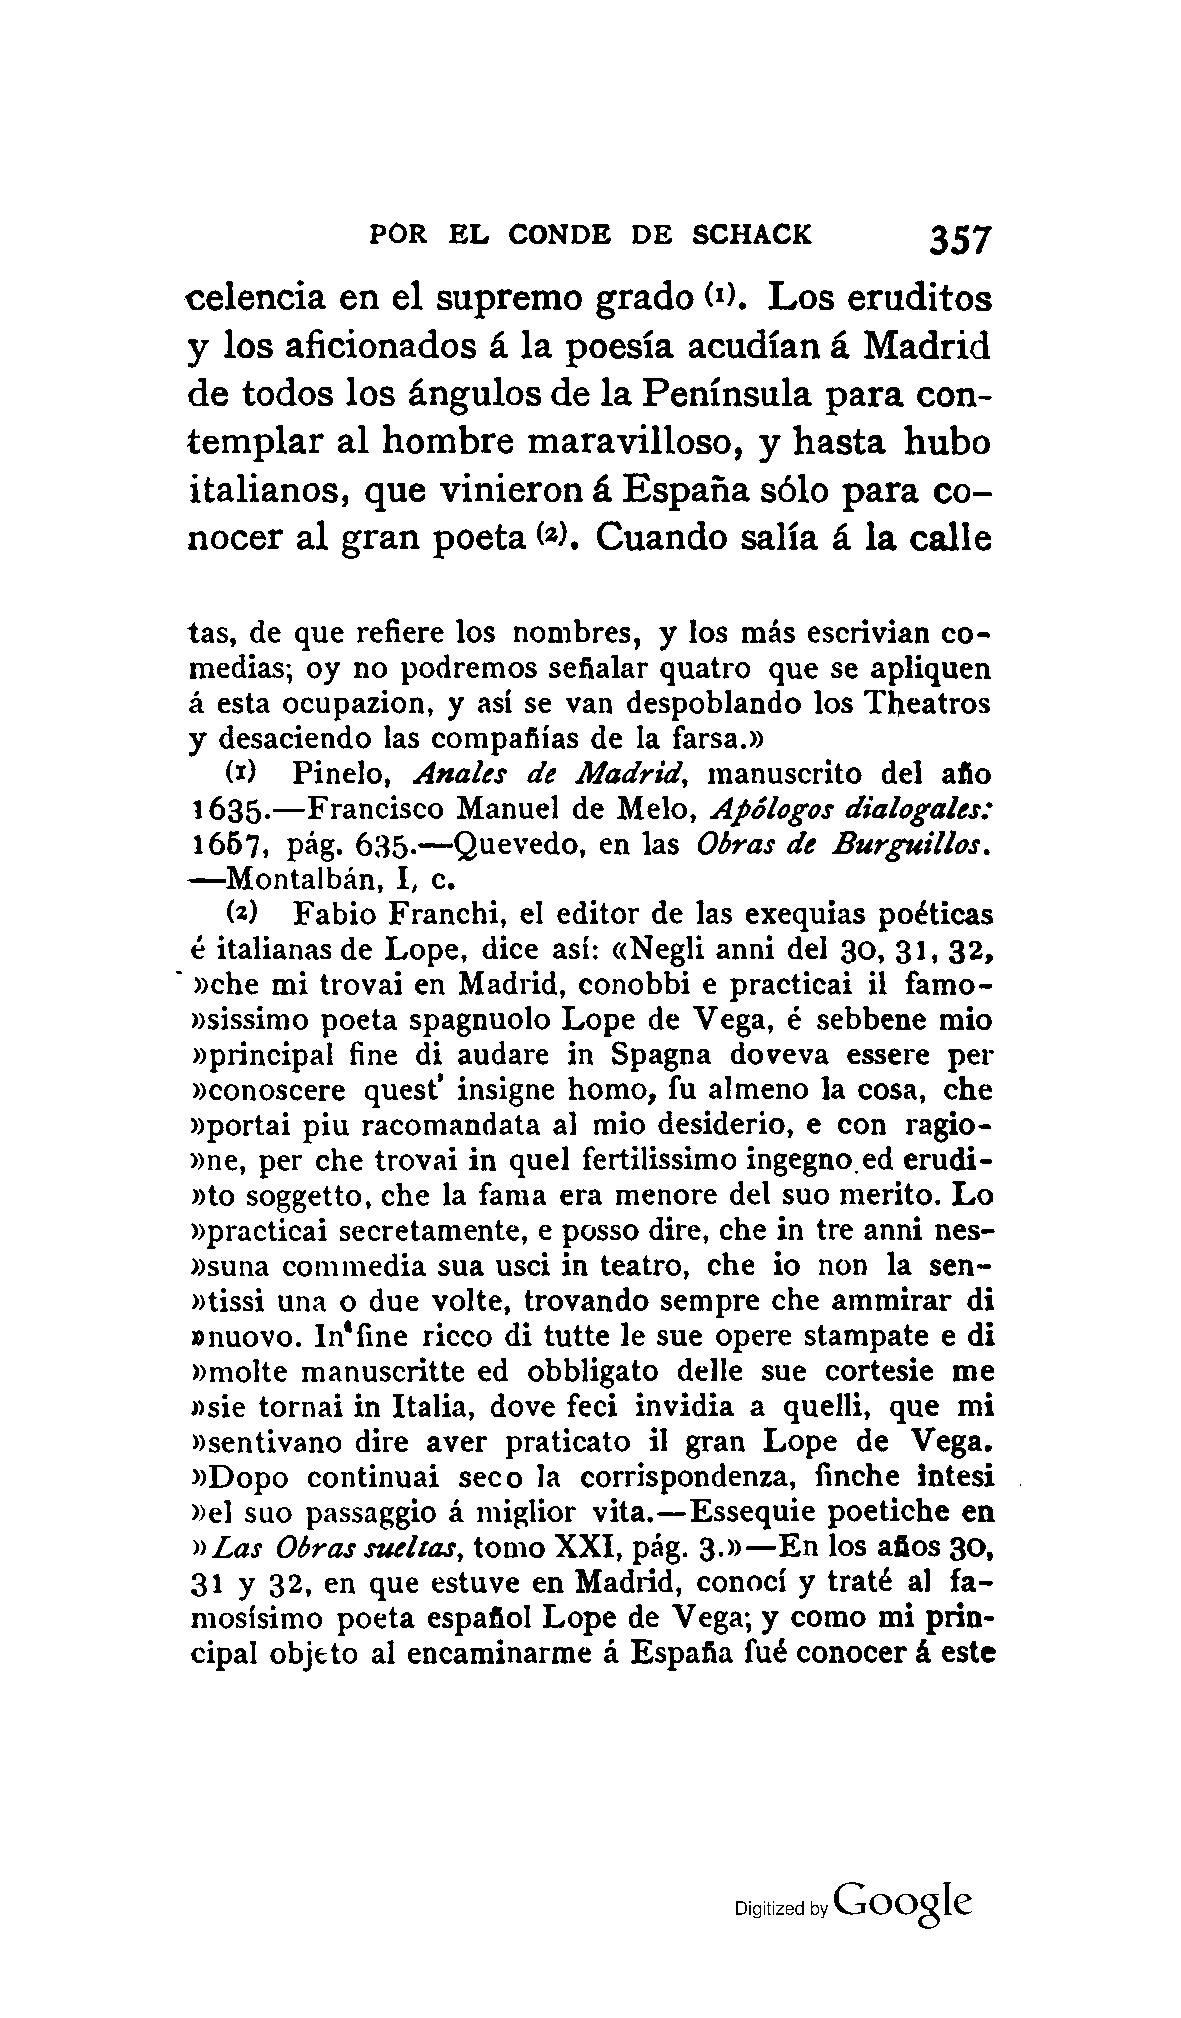 POR EL CONDE DE SCHACK 357
celencia en el supremo grado (1). Los eruditos
y los aficionados á la poesía acudían á Madrid
de todos los ángulos de la Península para con-
templar al hombre maravilloso, y hasta hubo
italianos, que vinieron á España sólo para co-
nocer al gran poeta (2). Cuando salía á la calle
tas, de que refiere los nombres, y los más escrivian co-
medias; oy no podremos señalar quatro que se apliquen
á esta ocupazion, y así se van despoblando los Theatros
y desaciendo las compañías de la farsa.»
(1) Pinelo, Anales de Madrid, manuscrito del año
1635.—Francisco Manuel de Melo, Apólogos dialogales:
1657, pág. 635.—Quevedo, en las Obras de Burguillos.
—Montalbán, I, c.
(2) Fabio Franchi, el editor de las exequias poéticas
é italianas de Lope, dice así: «Negli anni del 30, 31, 32,
»che mi trovai en Madrid, conobbi e practicai il famo-
»sissimo poeta spagnuolo Lope de Vega, é sebbene mio
»principal fine di audare in Spagna doveva essere per
»conoscere quest' insigne homo, fu almeno la cosa, che
»portai piu racomandata al mio desiderio, e con ragio-
»ne, per che trovai in quel fertilissimo ingegno ed erudi-
»to soggetto, che la fama era menore del suo merito. Lo
»practicai secretamente, e posso dire, che in tre anni nes-
»suna commedia sua usci in teatro, che io non la sen-
»tissi una o due volte, trovando sempre che ammirar di
»nuovo. In fine ricco di tutte le sue opere stampate e di
»molte manuscritte ed obbligato delle sue cortesie me
»sie tornai in Italia, dove feci invidia a quelli, que mi
»sentivano dire aver praticato il gran Lope de Vega.
»Dopo continuai seco la corrispondenza, finche intesi
»el suo passaggio á miglior vita.—Essequie poetiche en
»Las Obras sueltas, tomo XXI, pág. 3.»—En los años 30,
31 y 32, en que estuve en Madrid, conocí y traté al fa-
mosísimo poeta español Lope de Vega; y como mi prin-
cipal objeto al encaminarme á España fué conocer á este
Digitized by Google